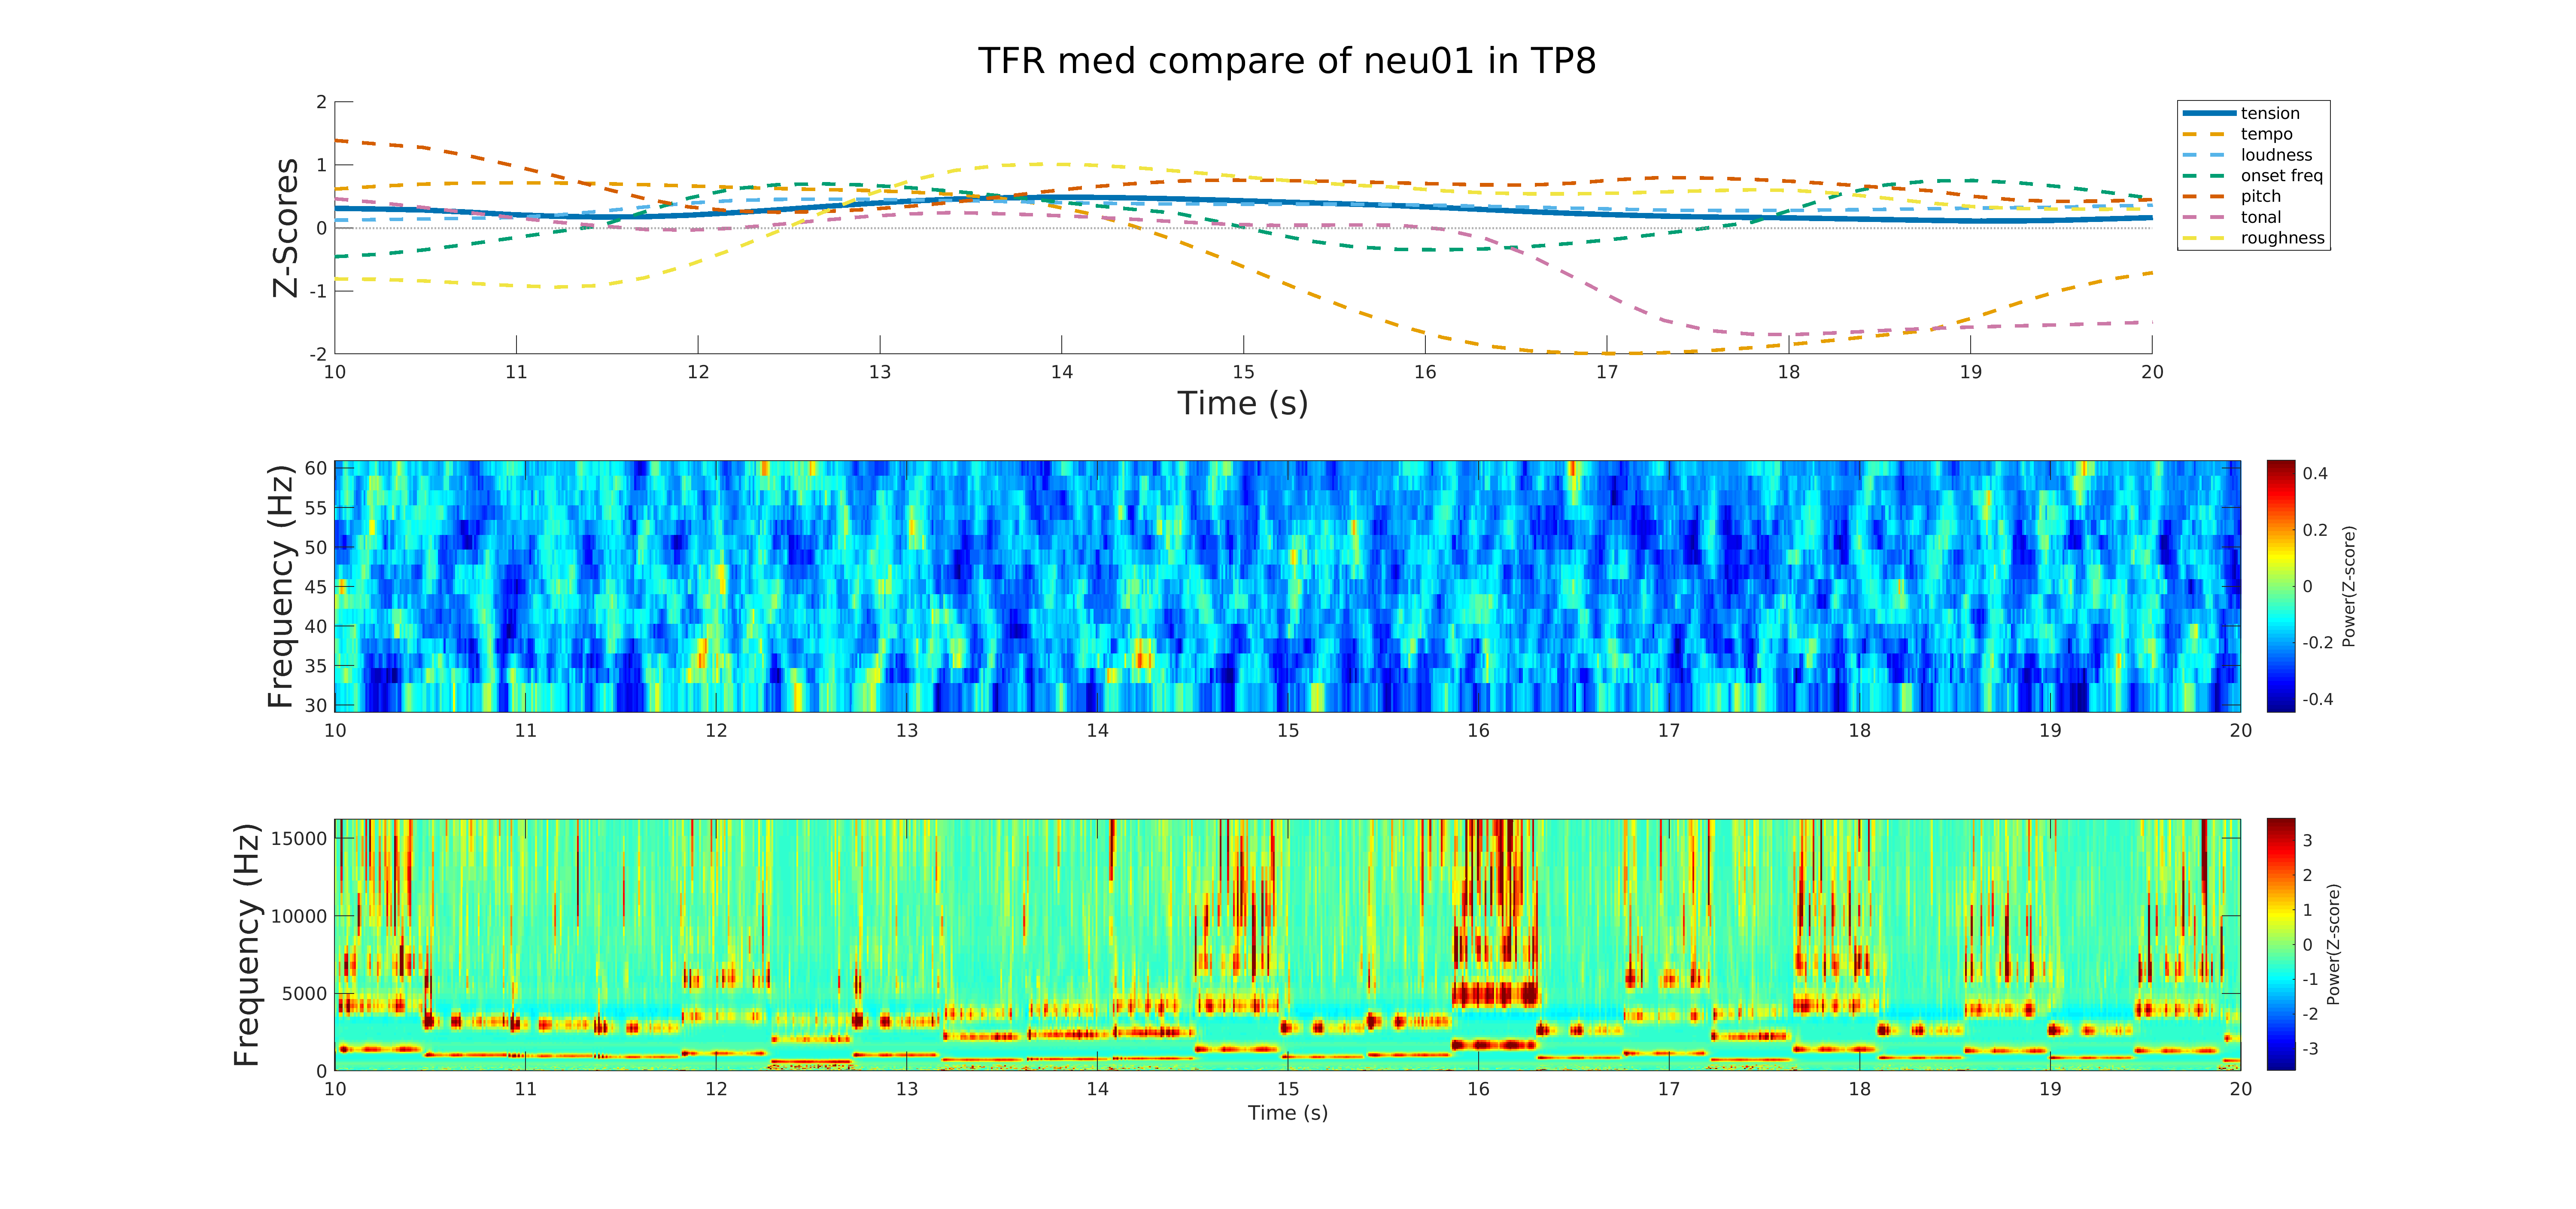 TFR med compare of neu01 in TP8
Z-Scores
2
1
0
-1
-2
10 11 12 13 14 15 16 17 18 19 20
Time (s)
tension
tempo
loudness
onset freq
pitch
tonal
roughness
Frequency (Hz)
60
55
50
45
40
35
30
10 11 12 13 14 15 16 17 18 19 20
0.4
0.2
0
-0.2
-0.4
Power(Z-score)
Frequency (Hz)
15000
10000
5000
0
10 11 12 13 14 15 16 17 18 19 20
Time (s)
3
2
1
0
-1
-2
-3
Power(Z-score)